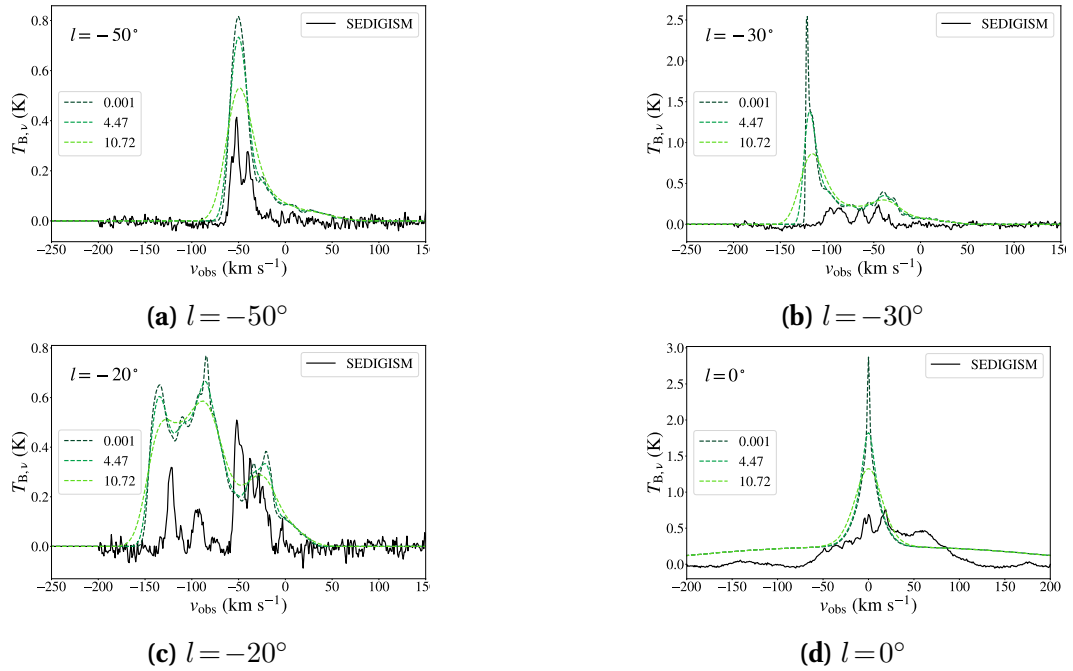 l = −50°
SEDIGISM
0.001
4.47
10.72
T_B,ν (K)
0.8
0.6
0.4
0.2
0.0
−250 −200 −150 −100 −50 0 50 100 150
v_obs (km s⁻¹)
(a) l = −50°
l = −30°
SEDIGISM
0.001
4.47
10.72
T_B,ν (K)
2.5
2.0
1.5
1.0
0.5
0.0
−250 −200 −150 −100 −50 0 50 100 150
v_obs (km s⁻¹)
(b) l = −30°
l = −20°
SEDIGISM
0.001
4.47
10.72
T_B,ν (K)
0.8
0.6
0.4
0.2
0.0
−250 −200 −150 −100 −50 0 50 100 150
v_obs (km s⁻¹)
(c) l = −20°
l = 0°
SEDIGISM
0.001
4.47
10.72
T_B,ν (K)
3.0
2.5
2.0
1.5
1.0
0.5
0.0
−200 −150 −100 −50 0 50 100 150 200
v_obs (km s⁻¹)
(d) l = 0°